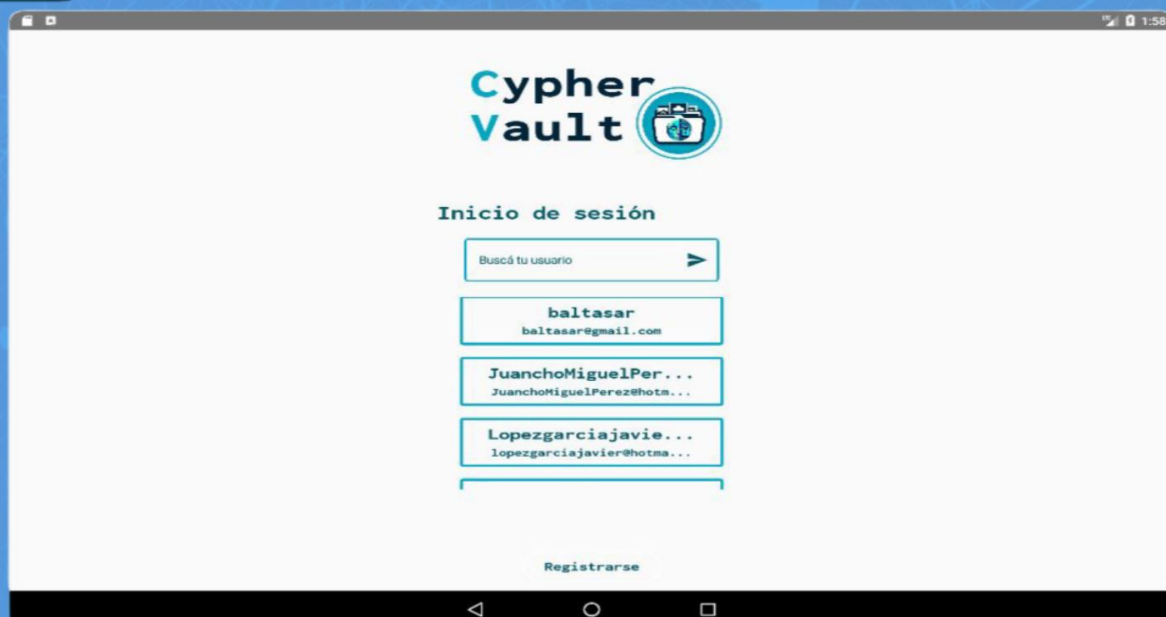 1:58
Cypher
Vault
Inicio de sesión
Buscá tu usuario
baltasar
baltasar@gmail.com
JuanchoMiguelPer...
JuanchoMiguelPerez@hotm...
Lopezgarciajavie...
lopezgarciajavier@hotma...
Registrarse